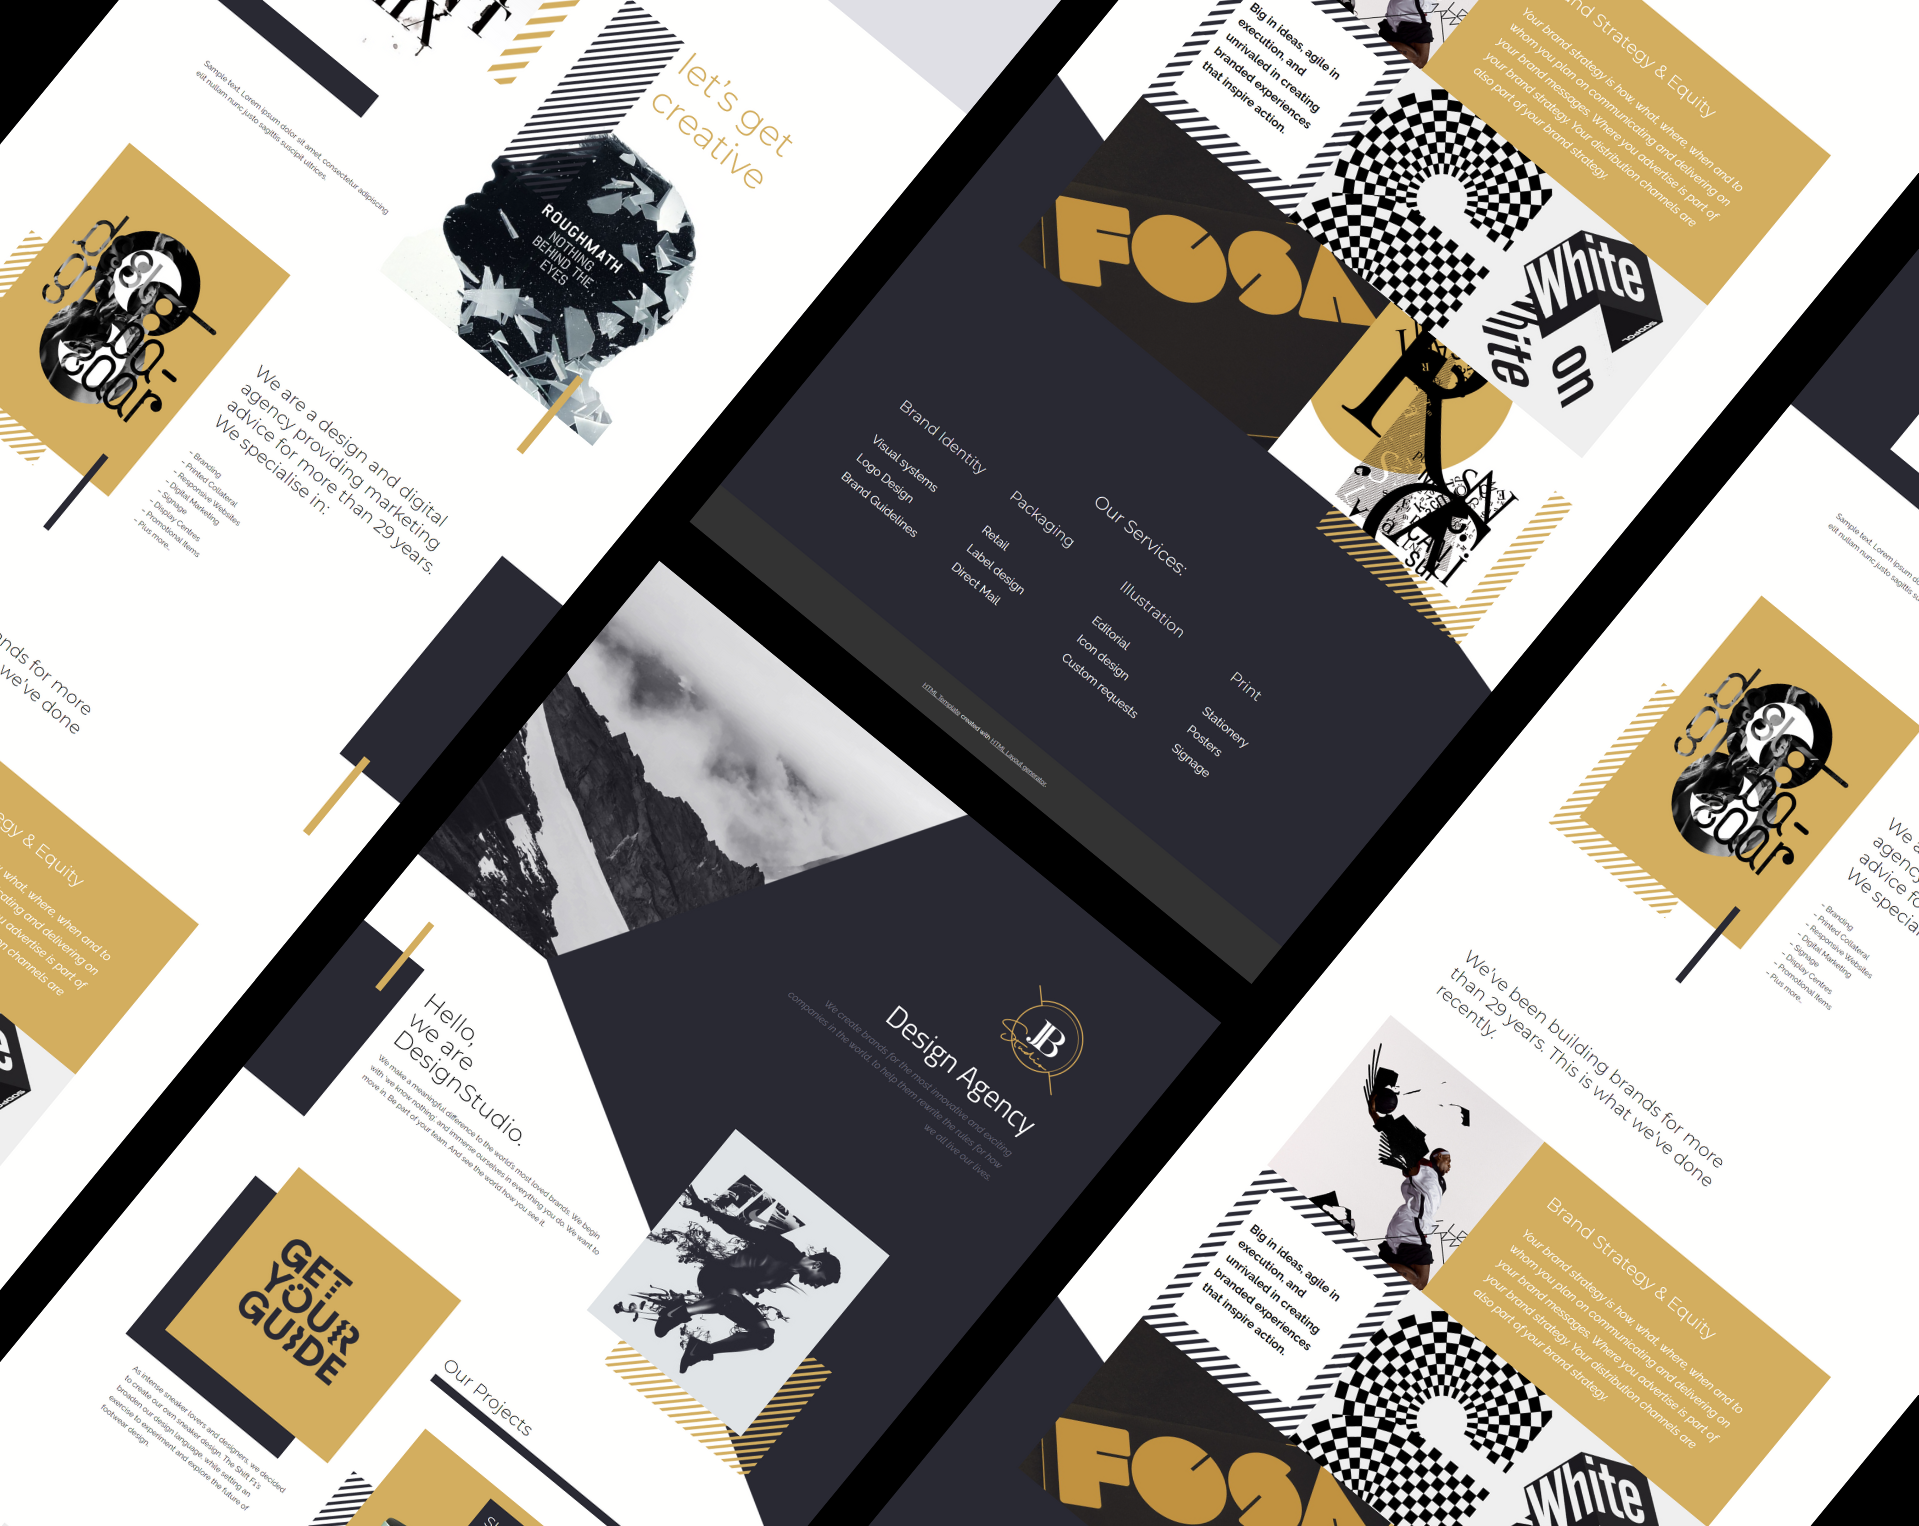 Sample text. Lorem ipsum dolor sit amet, consectetur adipiscing
elit nullam nunc justo sagittis suscipit ultrices.
let's get
creative
ROUGHMATH
NOTHING
BEHIND THE
EYES
We are a design and digital
agency providing marketing
advice for more than 29 years.
We specialise in:
- Branding
- Printed Collateral
- Responsive Websites
- Digital Marketing
- Signage
- Display Centres
- Promotional Items
- Plus more...
nds for more
we've done
egy & Equity
what, where, when and to
cating and delivering on
u advertise is part of
on channels are
Big in ideas, agile in
execution, and
unrivaled in creating
branded experiences
that inspire action.
nd Strategy & Equity
Your brand strategy is how, what, where, when and to
whom you plan on communicating and delivering on
your brand messages. Where you advertise is part of
your brand strategy. Your distribution channels are
also part of your brand strategy.
FOSA
White
on
white
Our Services:
Brand Identity
Visual systems
Logo Design
Brand Guidelines
Packaging
Retail
Label design
Direct Mail
Illustration
Editorial
Icon design
Custom requests
Print
Stationery
Posters
Signage
HTML Template created with HTML Layout generator.
JB
Studio
Design Agency
We create brands for the most innovative and exciting
companies in the world, to help them rewrite the rules for how
we all live our lives.
Hello,
we are
DesignStudio.
We make a meaningful difference to the world's most loved brands. We begin
with 'we know nothing' and immerse ourselves in everything you do. We want to
move in. Be part of your team. And see the world how you see it.
GET
YOUR
GUIDE
As intense sneaker lovers and designers, we decided
to create our own sneaker design. The Shift F1's
broaden our design language, while setting an
exercise to experiment and explore the future of
footwear design.
Our Projects
Sample text. Lorem ipsum do
elit nullam nunc justo sagittis su
We a
agency
advice fo
We special
- Branding
- Printed Collateral
- Responsive Websites
- Digital Marketing
- Signage
- Display Centres
- Promotional Items
- Plus more...
We've been building brands for more
than 29 years. This is what we've done
recently.
Brand Strategy & Equity
Your brand strategy is how, what, where, when and to
whom you plan on communicating and delivering on
your brand messages. Where you advertise is part of
your brand strategy. Your distribution channels are
also part of your brand strategy.
Big in ideas, agile in
execution, and
unrivaled in creating
branded experiences
that inspire action.
FOSA
White